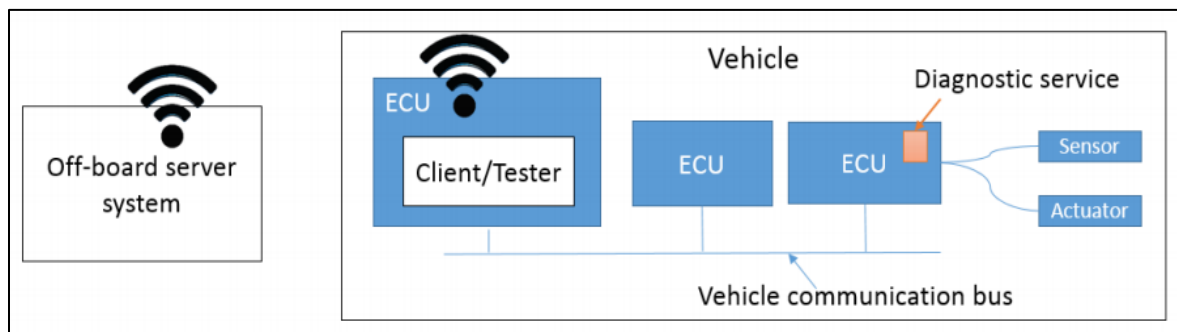 Off-board server
system
Vehicle
ECU
Client/Tester
ECU
ECU
Diagnostic service
Sensor
Actuator
Vehicle communication bus